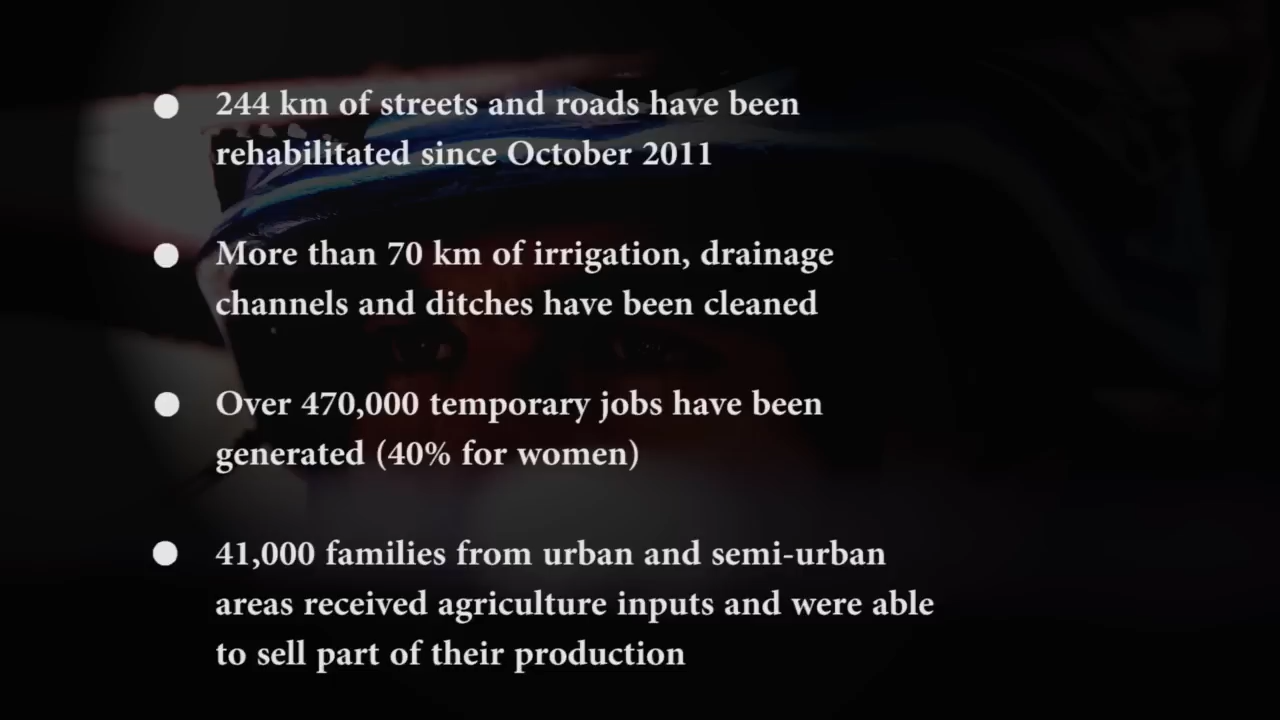 ● 244 km of streets and roads have been
rehabilitated since October 2011
● More than 70 km of irrigation, drainage
channels and ditches have been cleaned
● Over 470,000 temporary jobs have been
generated (40% for women)
● 41,000 families from urban and semi-urban
areas received agriculture inputs and were able
to sell part of their production